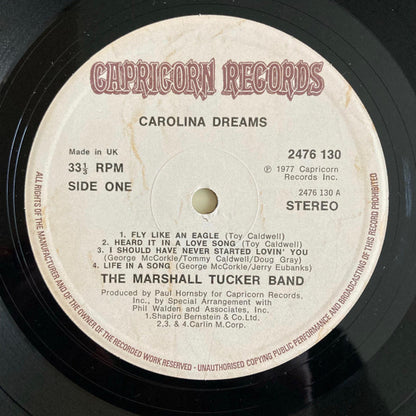 CAPRICORN RECORDS
CAROLINA DREAMS
Made in UK
33⅓ RPM
SIDE ONE
2476 130
℗ 1977 Capricorn
Records Inc.
2476 130 A
STEREO
1. FLY LIKE AN EAGLE (Toy Caldwell)
2. HEARD IT IN A LOVE SONG (Toy Caldwell)
3. I SHOULD HAVE NEVER STARTED LOVIN' YOU
(George McCorkle/Tommy Caldwell/Doug Gray)
4. LIFE IN A SONG (George McCorkle/Jerry Eubanks)
THE MARSHALL TUCKER BAND
Produced by Paul Hornsby for Capricorn Records,
Inc., by Special Arrangement with
Phil Walden and Associates, Inc.
1.Shapiro Bernstein & Co.Ltd.
2.,3. & 4.Carlin M.Corp.
ALL RIGHTS OF THE MANUFACTURER AND OF THE OWNER OF THE RECORDED WORK RESERVED - UNAUTHORISED COPYING PUBLIC PERFORMANCE AND BROADCASTING OF THIS RECORD PROHIBITED